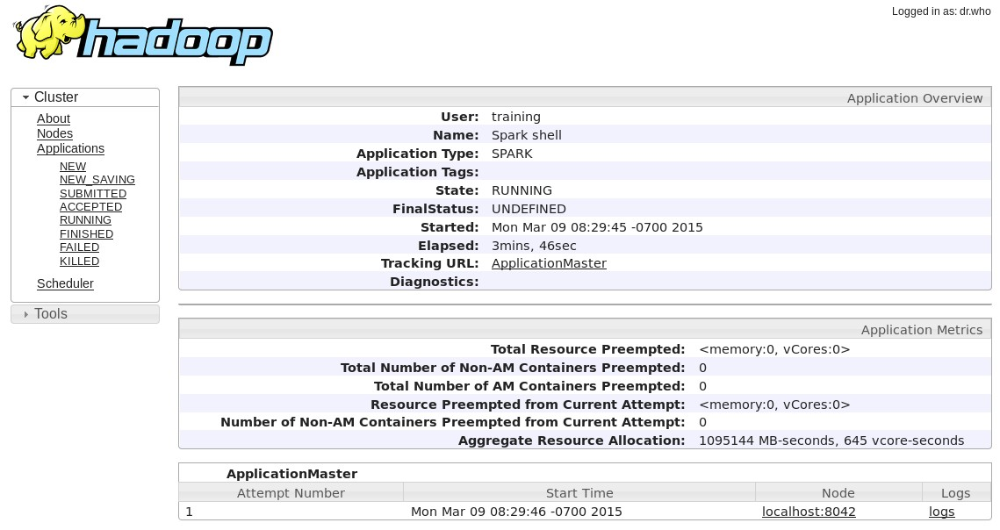 Logged in as: dr.who
hadoop
Cluster
About
Nodes
Applications
NEW
NEW_SAVING
SUBMITTED
ACCEPTED
RUNNING
FINISHED
FAILED
KILLED
Scheduler
Tools
Application Overview
User: training
Name: Spark shell
Application Type: SPARK
Application Tags:
State: RUNNING
FinalStatus: UNDEFINED
Started: Mon Mar 09 08:29:45 -0700 2015
Elapsed: 3mins, 46sec
Tracking URL: ApplicationMaster
Diagnostics:
Application Metrics
Total Resource Preempted: <memory:0, vCores:0>
Total Number of Non-AM Containers Preempted: 0
Total Number of AM Containers Preempted: 0
Resource Preempted from Current Attempt: <memory:0, vCores:0>
Number of Non-AM Containers Preempted from Current Attempt: 0
Aggregate Resource Allocation: 1095144 MB-seconds, 645 vcore-seconds
ApplicationMaster
Attempt Number Start Time Node Logs
1 Mon Mar 09 08:29:46 -0700 2015 localhost:8042 logs